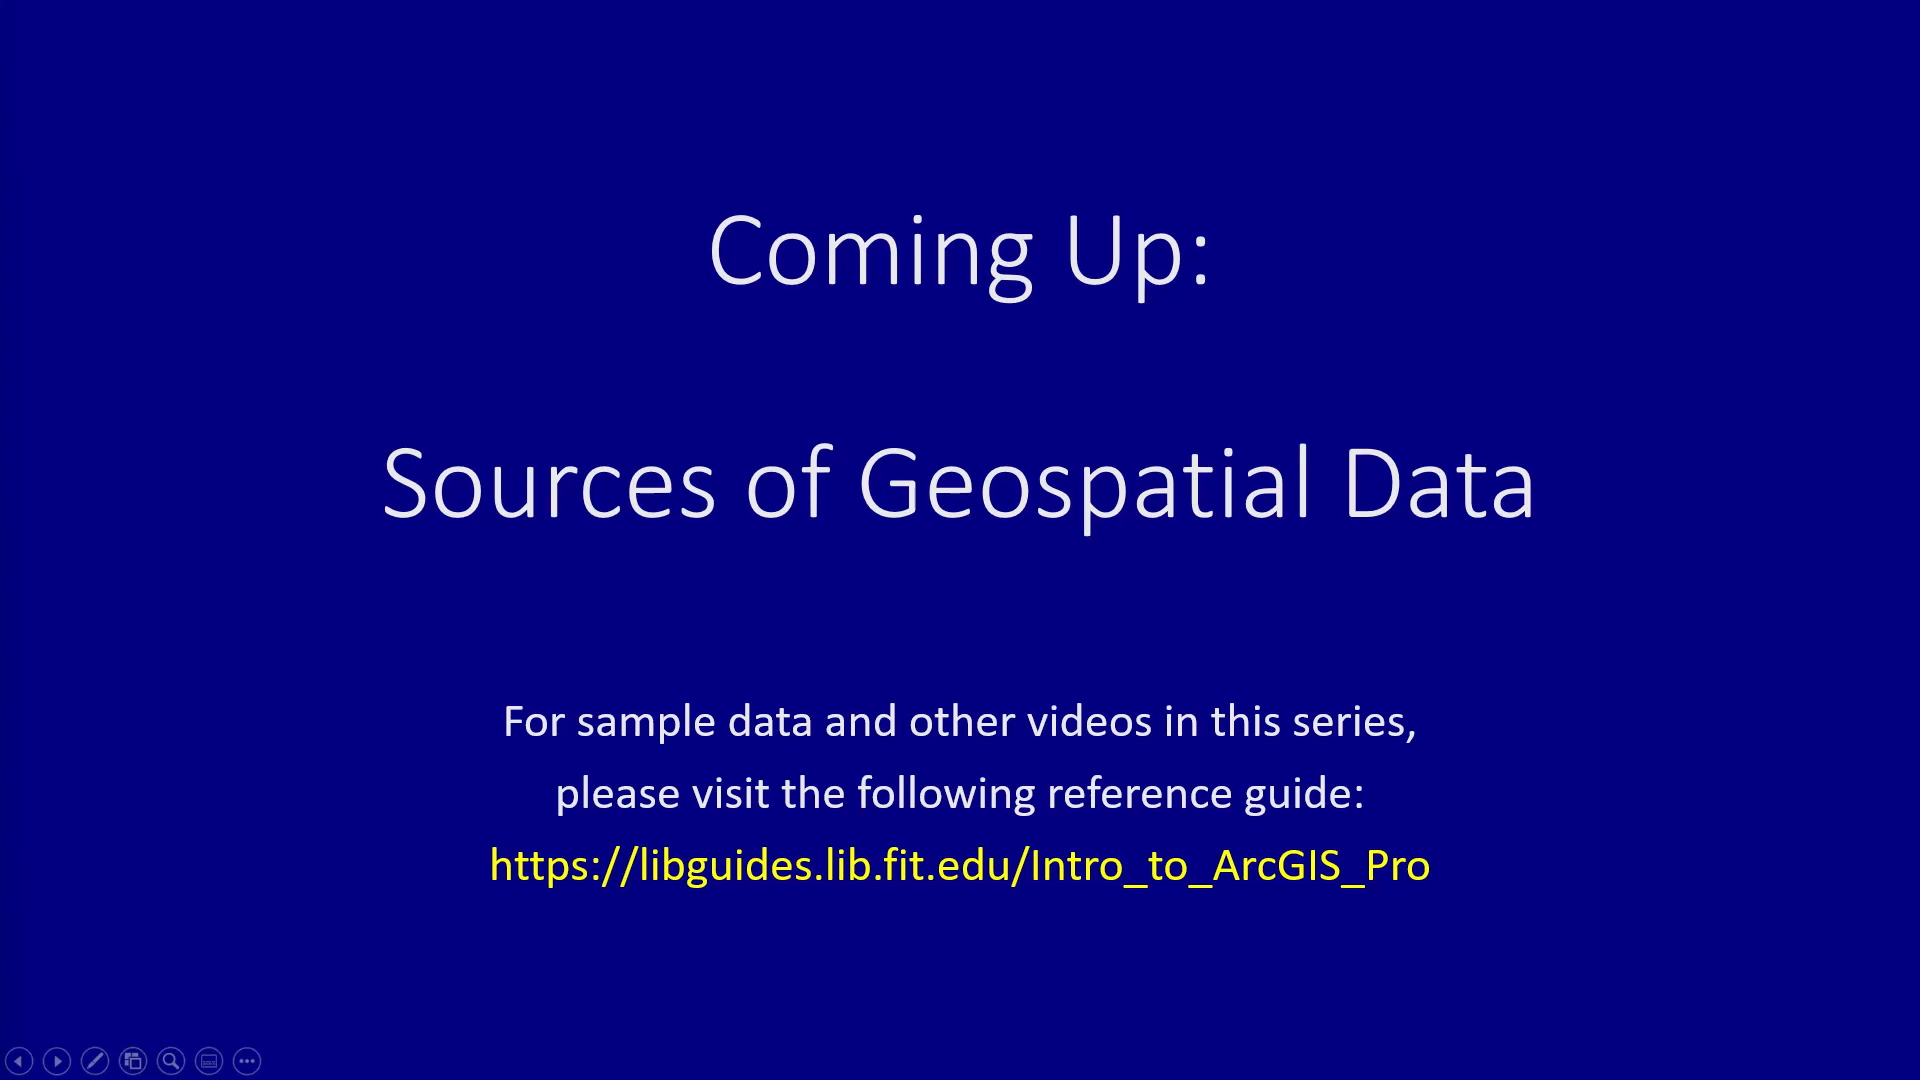 Coming Up:
Sources of Geospatial Data
For sample data and other videos in this series,
please visit the following reference guide:
https://libguides.lib.fit.edu/Intro_to_ArcGIS_Pro